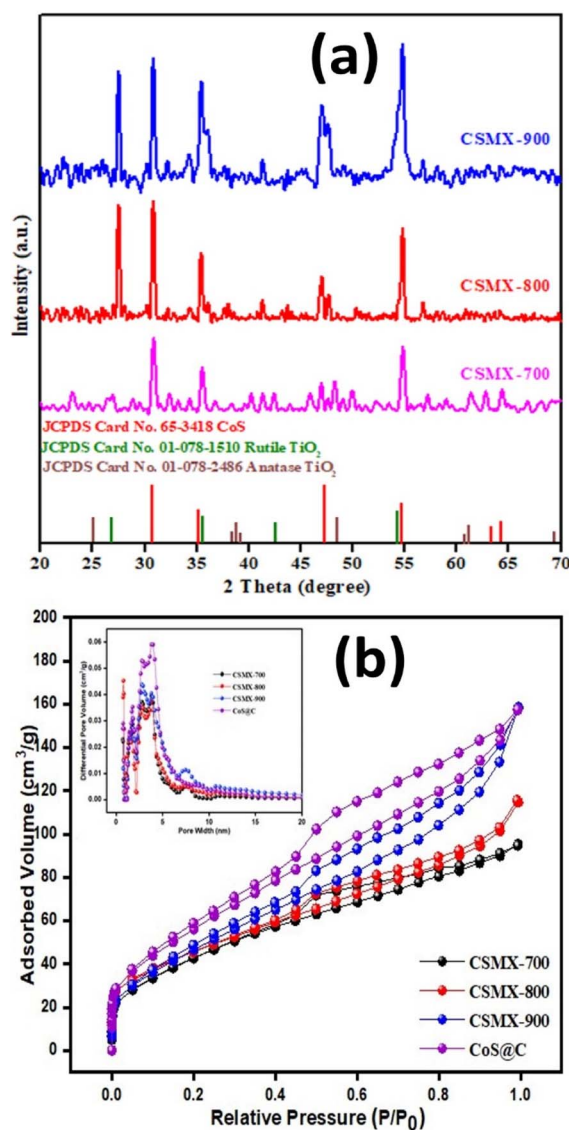 (a)
CSMX-900
CSMX-800
CSMX-700
Intensity (a.u.)
JCPDS Card No. 65-3418 CoS
JCPDS Card No. 01-078-1510 Rutile TiO₂
JCPDS Card No. 01-078-2486 Anatase TiO₂
20 25 30 35 40 45 50 55 60 65 70
2 Theta (degree)
(b)
200
180
160
140
120
100
80
60
40
20
0
Adsorbed Volume (cm³/g)
0.06
0.05
0.04
0.03
0.02
0.01
0.00
Differential Pore Volume (cm³/g)
CSMX-700
CSMX-800
CSMX-900
CoS@C
0 5 10 15 20
Pore Width (nm)
CSMX-700
CSMX-800
CSMX-900
CoS@C
0.0 0.2 0.4 0.6 0.8 1.0
Relative Pressure (P/P₀)